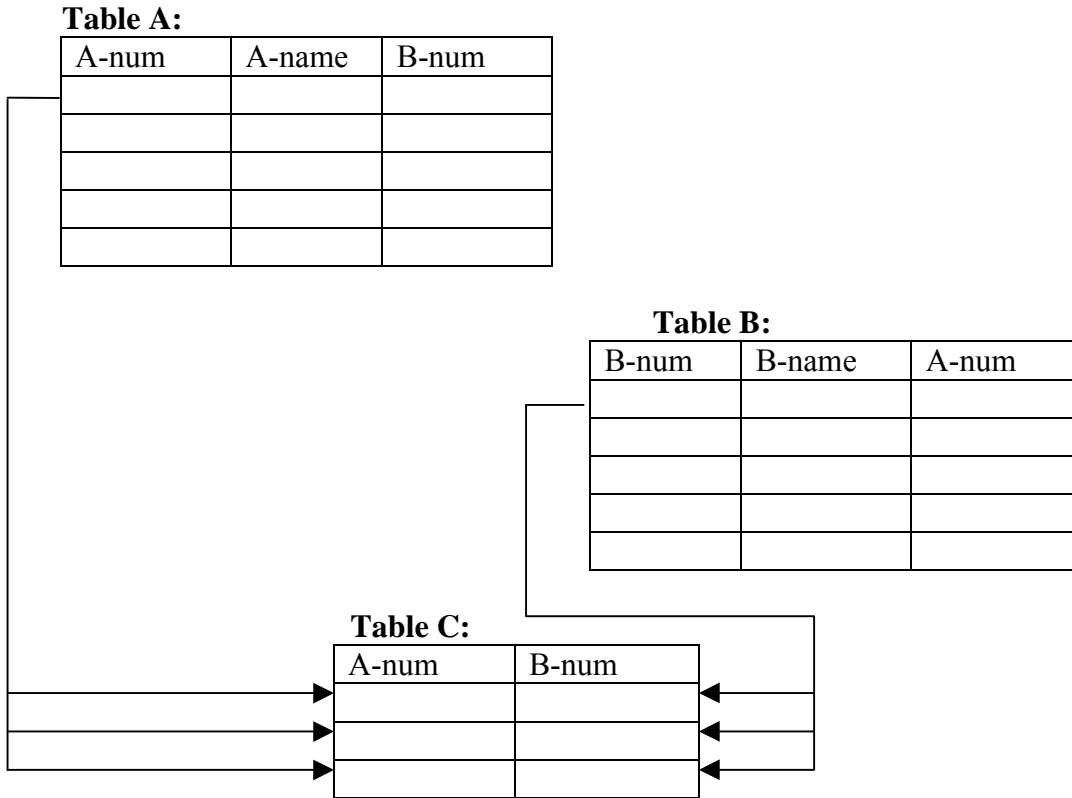 Table A:
A-num A-name B-num
Table B:
B-num B-name A-num
Table C:
A-num B-num